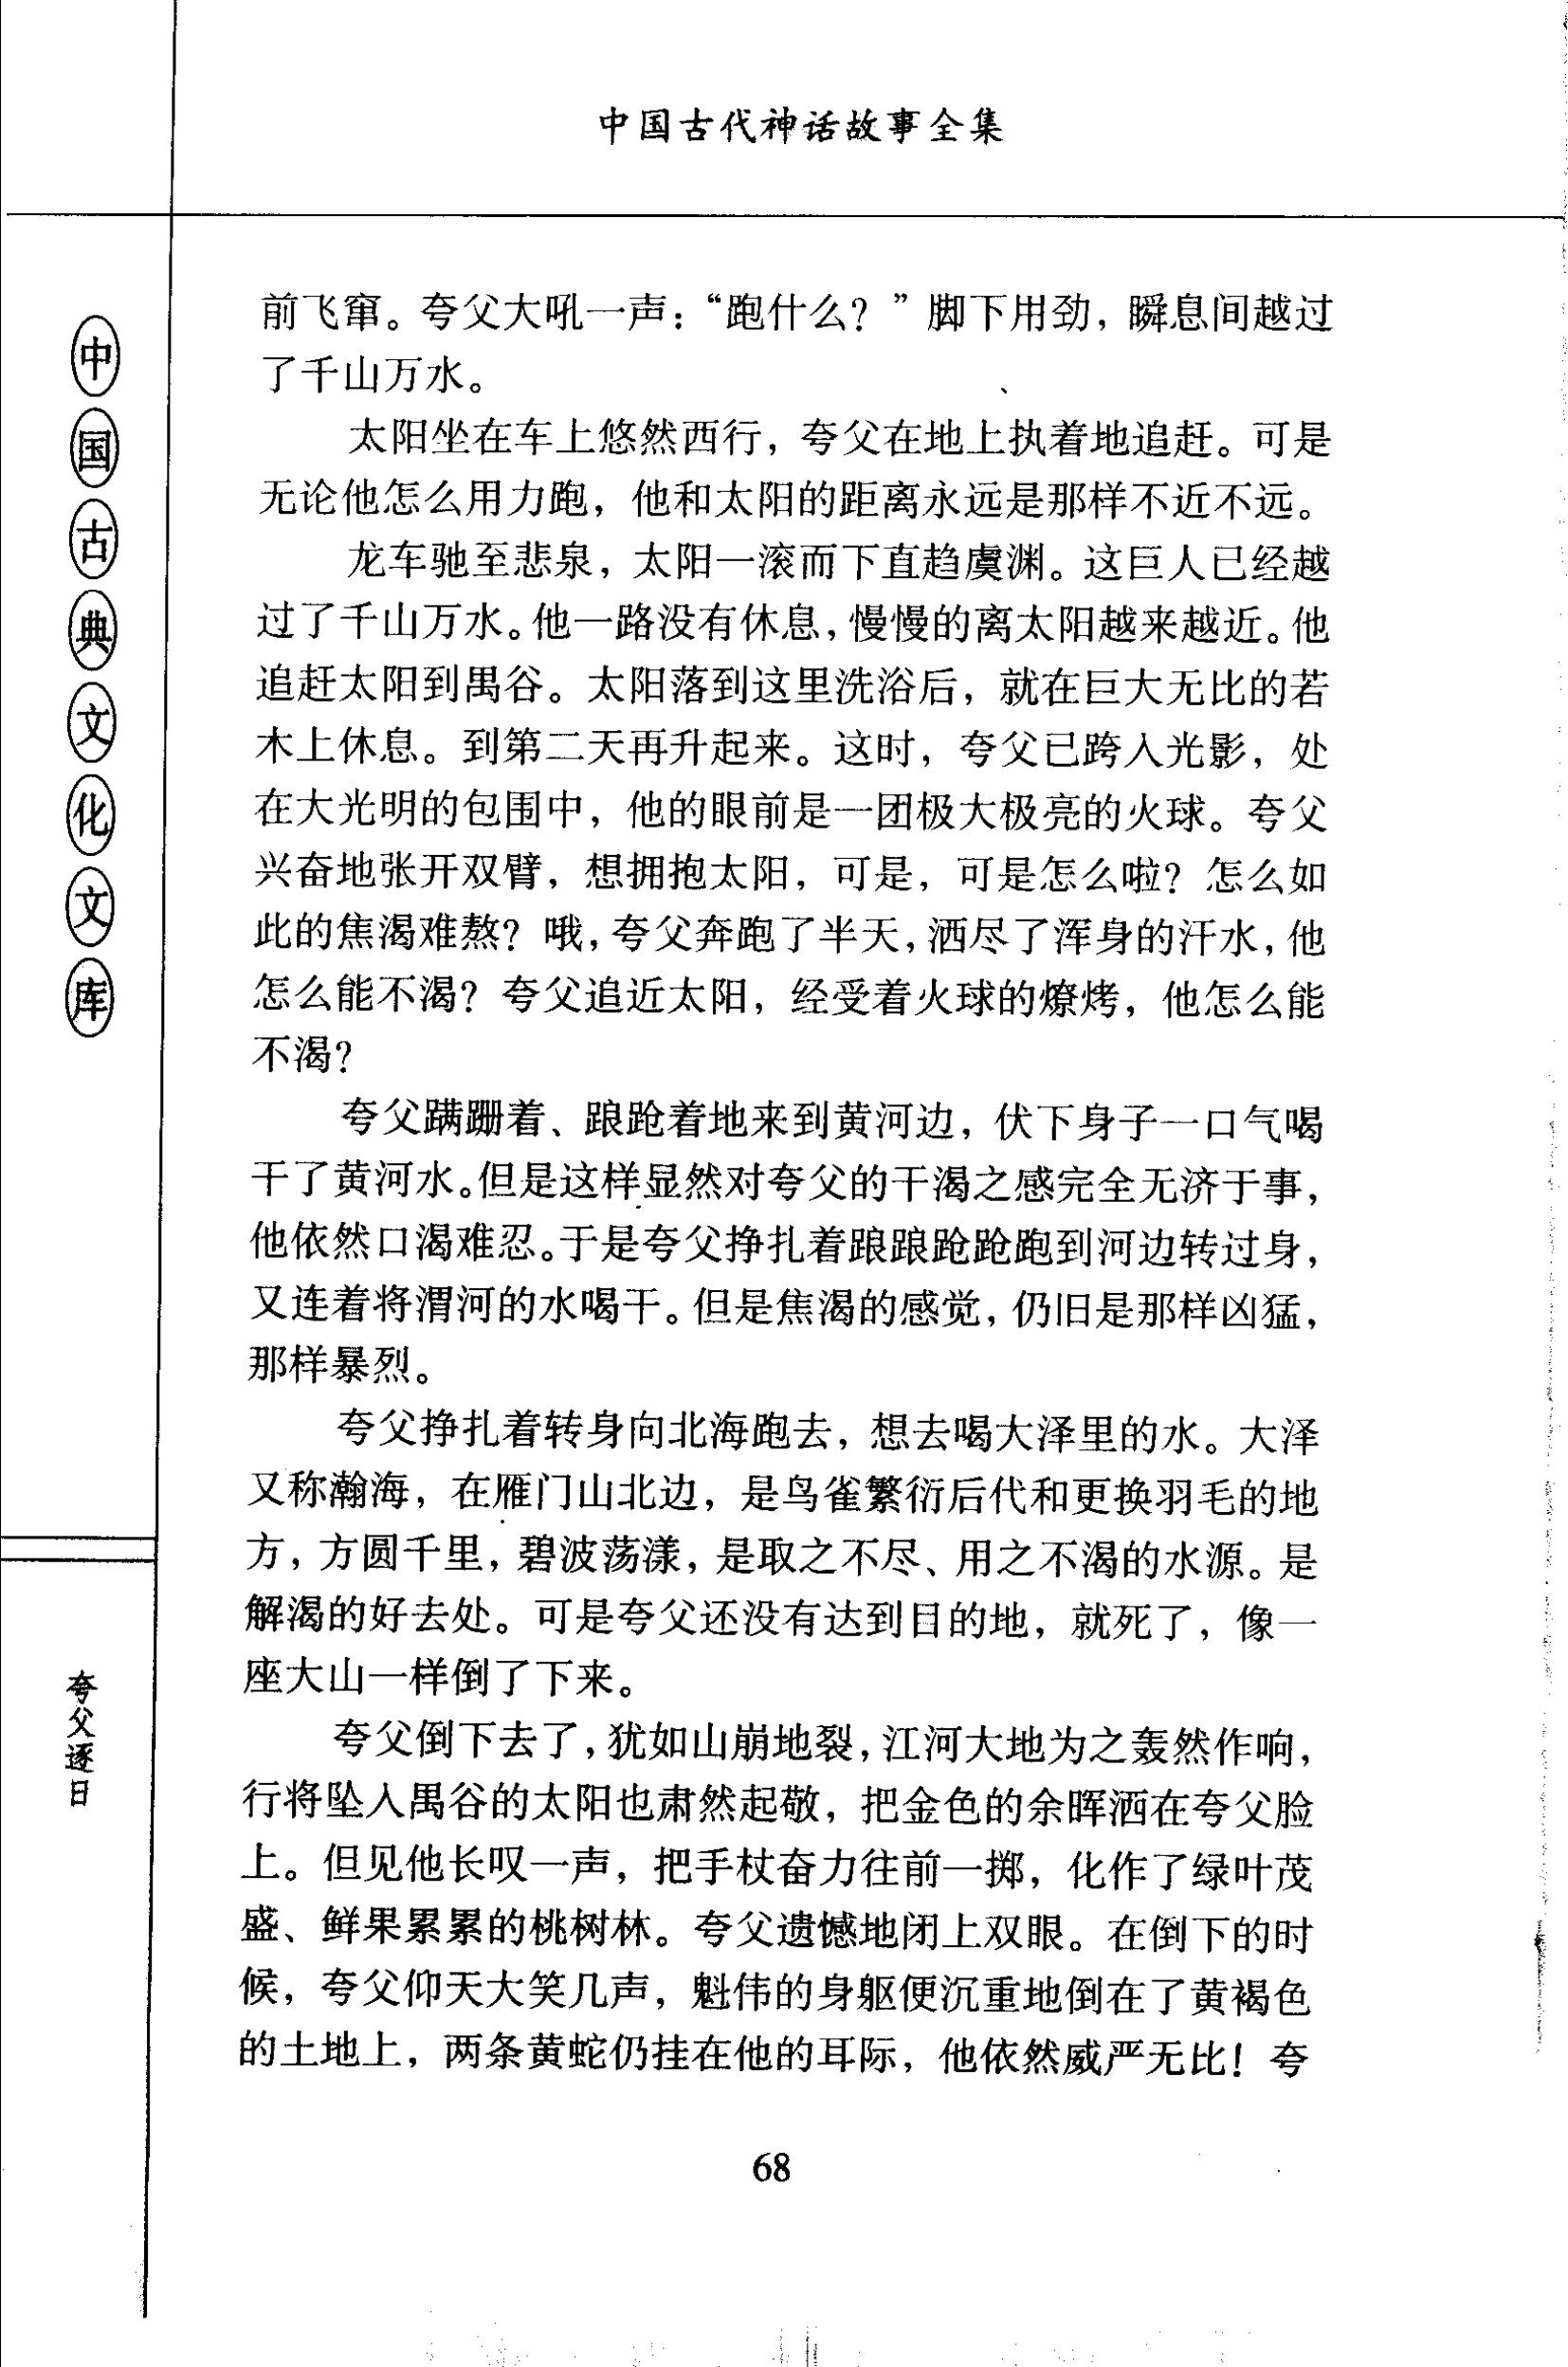 中国古代神话故事全集
中国古典文化文库
夸父逐日
前飞窜。夸父大吼一声：“跑什么？”脚下用劲，瞬息间越过
了千山万水。
太阳坐在车上悠然西行，夸父在地上执着地追赶。可是
无论他怎么用力跑，他和太阳的距离永远是那样不近不远。
龙车驰至悲泉，太阳一滚而下直趋虞渊。这巨人已经越
过了千山万水。他一路没有休息，慢慢的离太阳越来越近。他
追赶太阳到禺谷。太阳落到这里洗浴后，就在巨大无比的若
木上休息。到第二天再升起来。这时，夸父已跨入光影，处
在大光明的包围中，他的眼前是一团极大极亮的火球。夸父
兴奋地张开双臂，想拥抱太阳，可是，可是怎么啦？怎么如
此的焦渴难熬？哦，夸父奔跑了半天，洒尽了浑身的汗水，他
怎么能不渴？夸父追近太阳，经受着火球的燎烤，他怎么能
不渴？
夸父蹒跚着、踉跄着地来到黄河边，伏下身子一口气喝
干了黄河水。但是这样显然对夸父的干渴之感完全无济于事，
他依然口渴难忍。于是夸父挣扎着踉踉跄跄跑到河边转过身，
又连着将渭河的水喝干。但是焦渴的感觉，仍旧是那样凶猛，
那样暴烈。
夸父挣扎着转身向北海跑去，想去喝大泽里的水。大泽
又称瀚海，在雁门山北边，是鸟雀繁衍后代和更换羽毛的地
方，方圆千里，碧波荡漾，是取之不尽、用之不渴的水源。是
解渴的好去处。可是夸父还没有达到目的地，就死了，像一
座大山一样倒了下来。
夸父倒下去了，犹如山崩地裂，江河大地为之轰然作响，
行将坠入禺谷的太阳也肃然起敬，把金色的余晖洒在夸父脸
上。但见他长叹一声，把手杖奋力往前一掷，化作了绿叶茂
盛、鲜果累累的桃树林。夸父遗憾地闭上双眼。在倒下的时
候，夸父仰天大笑几声，魁伟的身躯便沉重地倒在了黄褐色
的土地上，两条黄蛇仍挂在他的耳际，他依然威严无比！夸
68